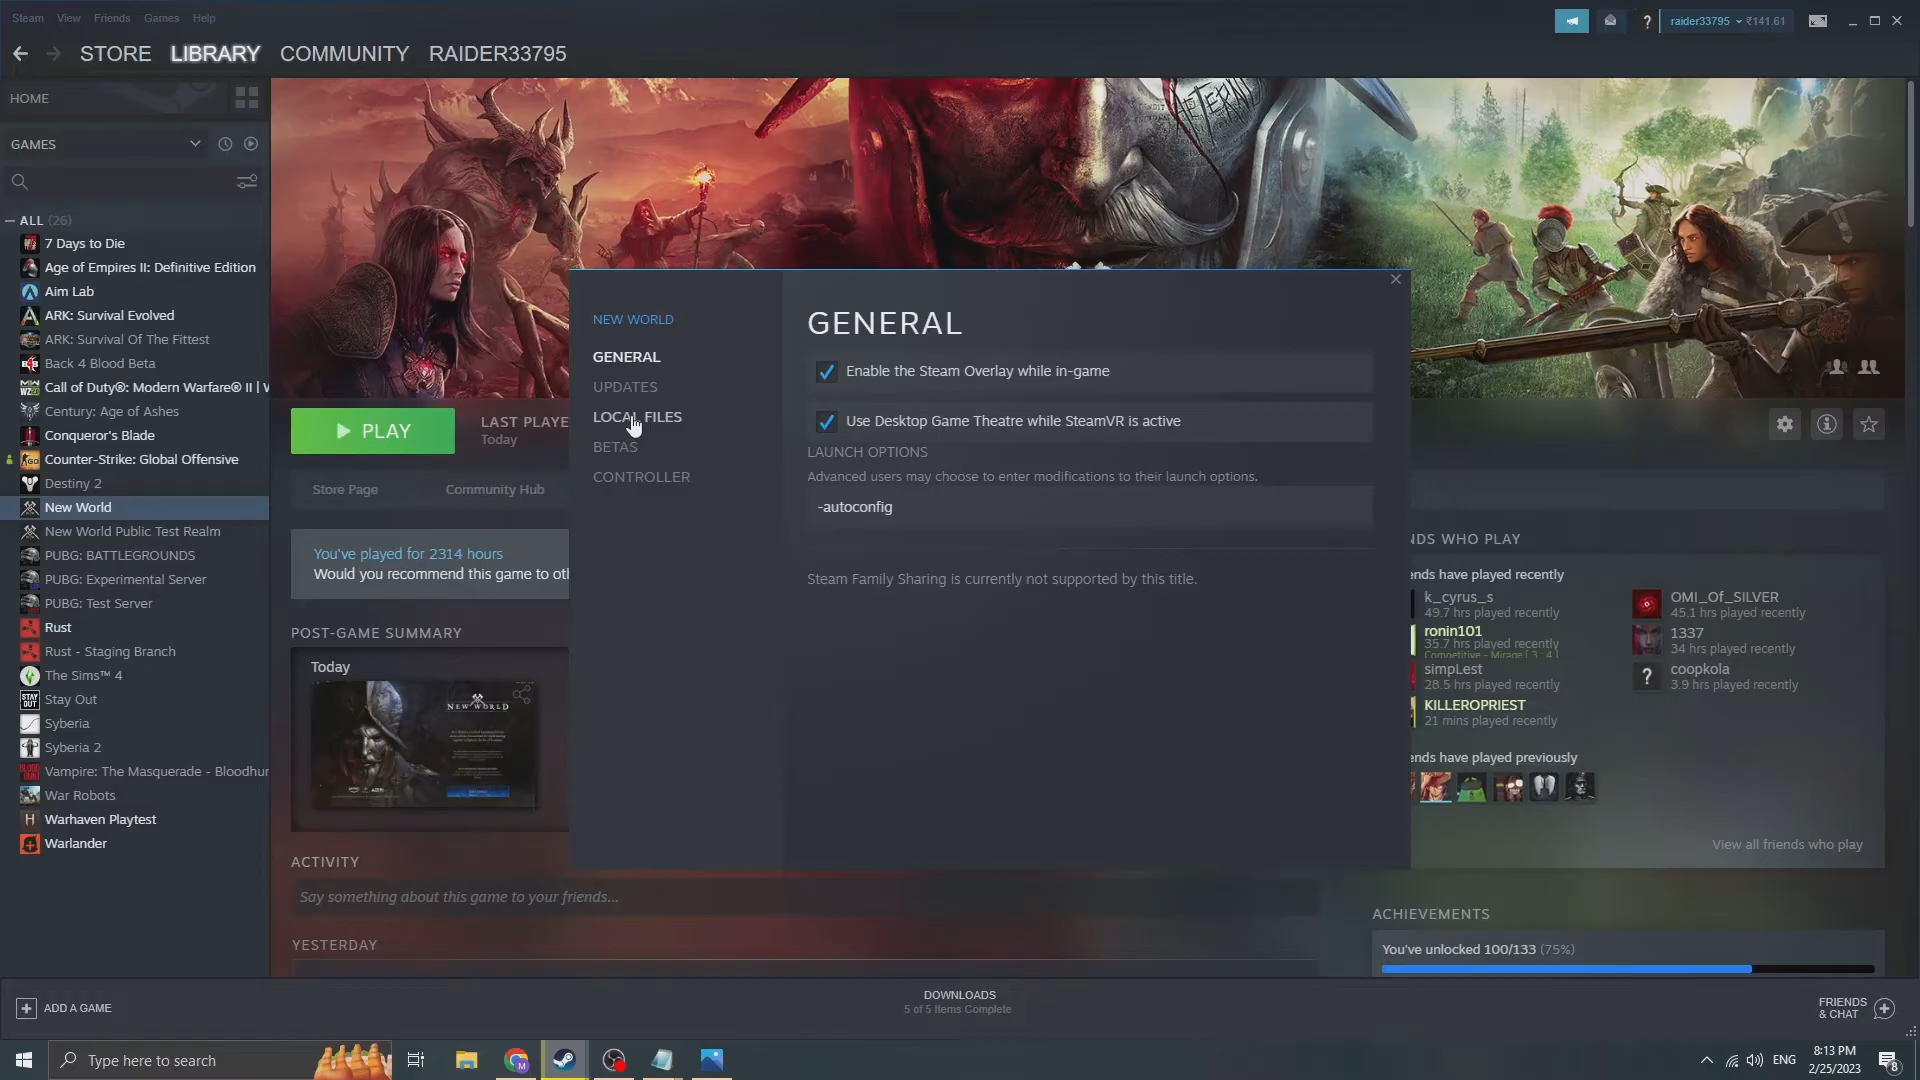 Steam View Friends Games Help
raider33795 ₹141.61
STORE LIBRARY COMMUNITY RAIDER33795
HOME
GAMES
ALL (26)
7 Days to Die
Age of Empires II: Definitive Edition
Aim Lab
ARK: Survival Evolved
ARK: Survival Of The Fittest
Back 4 Blood Beta
Call of Duty®: Modern Warfare® II | W
Century: Age of Ashes
Conqueror's Blade
Counter-Strike: Global Offensive
Destiny 2
New World
New World Public Test Realm
PUBG: BATTLEGROUNDS
PUBG: Experimental Server
PUBG: Test Server
Rust
Rust - Staging Branch
The Sims™ 4
Stay Out
Syberia
Syberia 2
Vampire: The Masquerade - Bloodhun
War Robots
Warhaven Playtest
Warlander
PLAY
LAST PLAYE
Today
Store Page
Community Hub
You've played for 2314 hours
Would you recommend this game to otl
POST-GAME SUMMARY
Today
NEW WORLD
ACTIVITY
Say something about this game to your friends...
YESTERDAY
NEW WORLD
GENERAL
UPDATES
LOCAL FILES
BETAS
CONTROLLER
GENERAL
Enable the Steam Overlay while in-game
Use Desktop Game Theatre while SteamVR is active
LAUNCH OPTIONS
Advanced users may choose to enter modifications to their launch options.
-autoconfig
Steam Family Sharing is currently not supported by this title.
NDS WHO PLAY
ends have played recently
k_cyrus_s
49.7 hrs played recently
OMI_Of_SILVER
45.1 hrs played recently
ronin101
35.7 hrs played recently
Competitive - Mirage [ 3 : 4 ]
1337
34 hrs played recently
simpLest
28.5 hrs played recently
coopkola
3.9 hrs played recently
KILLEROPRIEST
21 mins played recently
ends have played previously
View all friends who play
ACHIEVEMENTS
You've unlocked 100/133 (75%)
ADD A GAME
DOWNLOADS
5 of 5 Items Complete
FRIENDS
& CHAT
Type here to search
ENG
8:13 PM
2/25/2023
8